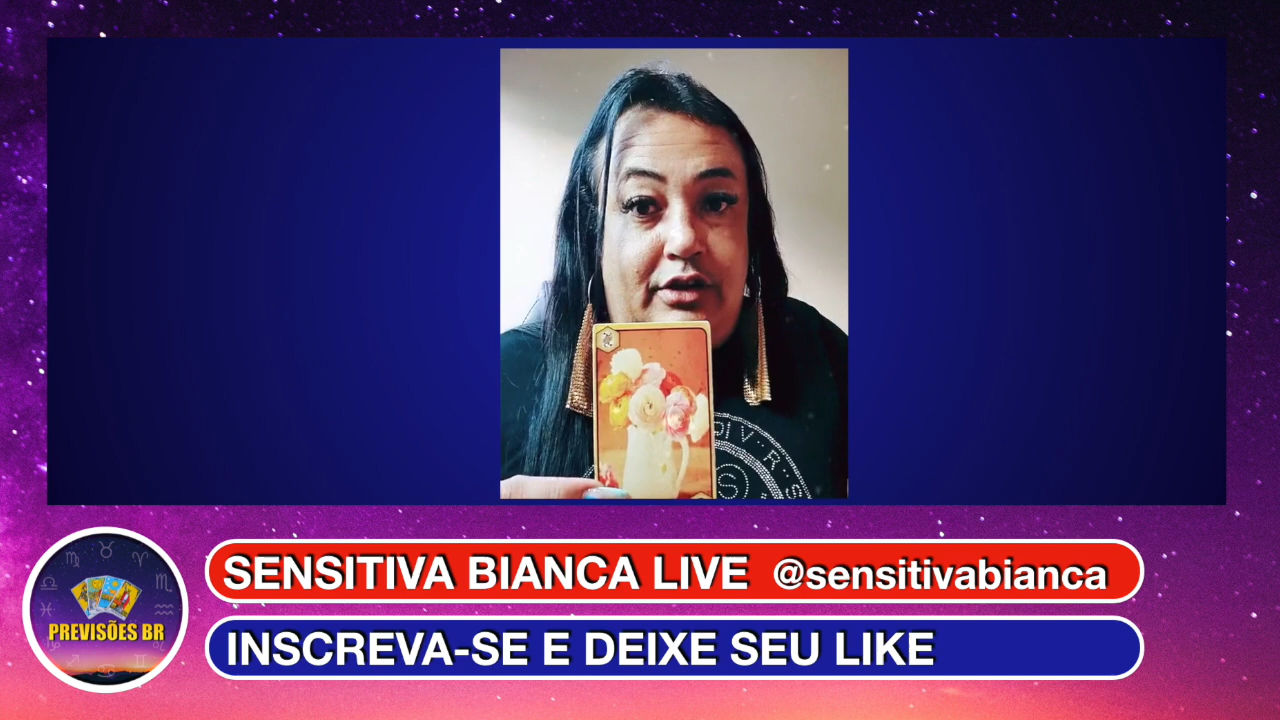 SENSITIVA BIANCA LIVE @sensitivabianca
INSCREVA-SE E DEIXE SEU LIKE
PREVISÕES BR